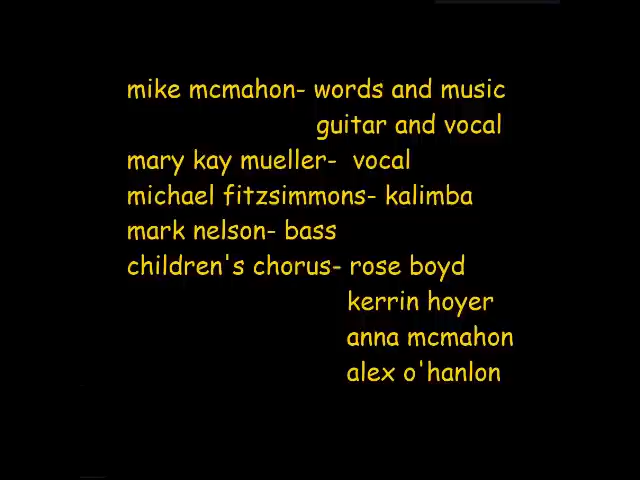 mike mcmahon- words and music
guitar and vocal
mary kay mueller- vocal
michael fitzsimmons- kalimba
mark nelson- bass
children's chorus- rose boyd
kerrin hoyer
anna mcmahon
alex o'hanlon